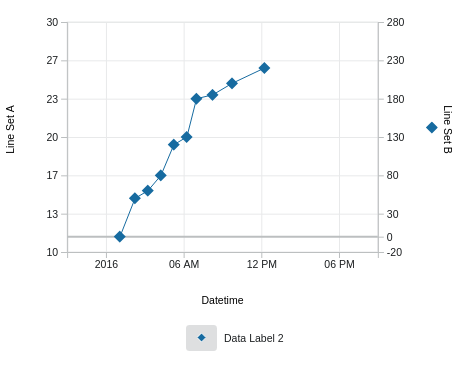 30
27
23
20
17
13
10
Line Set A
280
230
180
130
80
30
0
-20
Line Set B
2016
06 AM
12 PM
06 PM
Datetime
Data Label 2